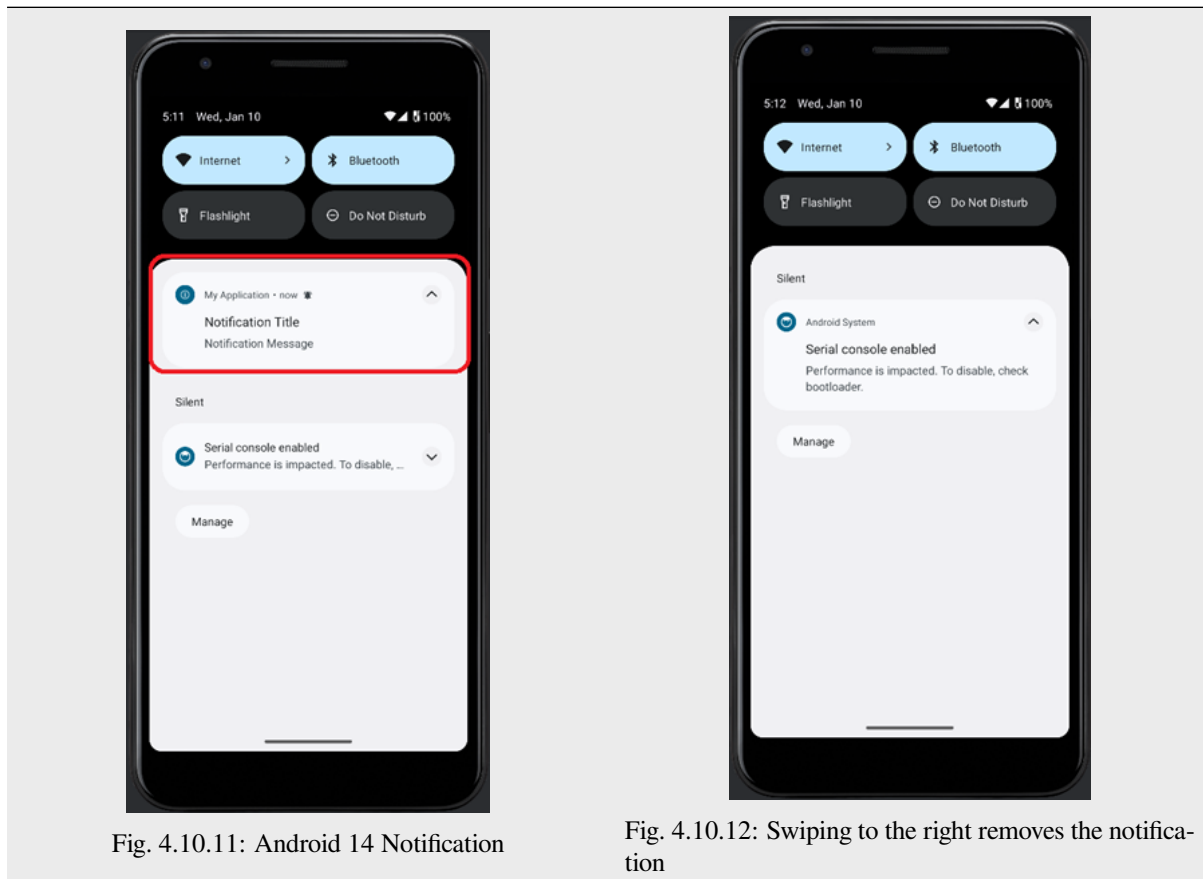 5:11 Wed, Jan 10 100%
Internet Bluetooth
Flashlight Do Not Disturb
My Application • now
Notification Title
Notification Message
Silent
Serial console enabled
Performance is impacted. To disable, ...
Manage
Fig. 4.10.11: Android 14 Notification
5:12 Wed, Jan 10 100%
Internet Bluetooth
Flashlight Do Not Disturb
Silent
Android System
Serial console enabled
Performance is impacted. To disable, check
bootloader.
Manage
Fig. 4.10.12: Swiping to the right removes the notifica-
tion